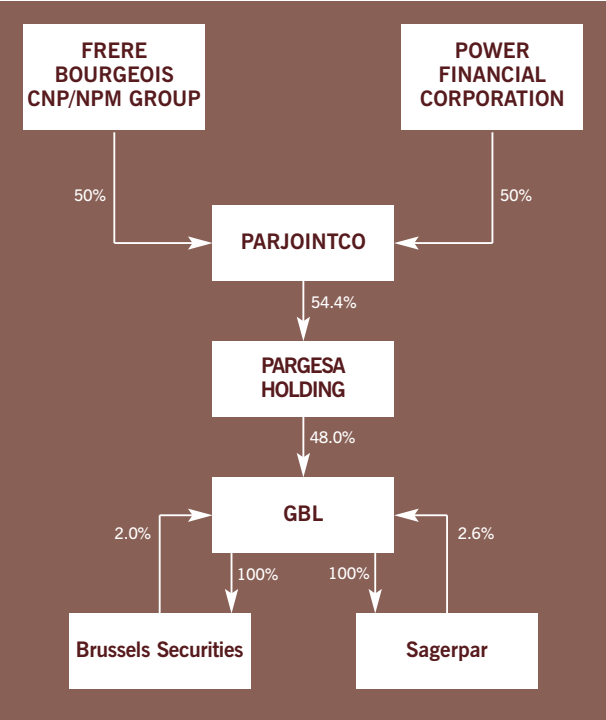 FRERE
BOURGEOIS
CNP/NPM GROUP
POWER
FINANCIAL
CORPORATION
50%
50%
PARJOINTCO
54.4%
PARGESA
HOLDING
48.0%
GBL
2.0%
2.6%
100%
100%
Brussels Securities
Sagerpar